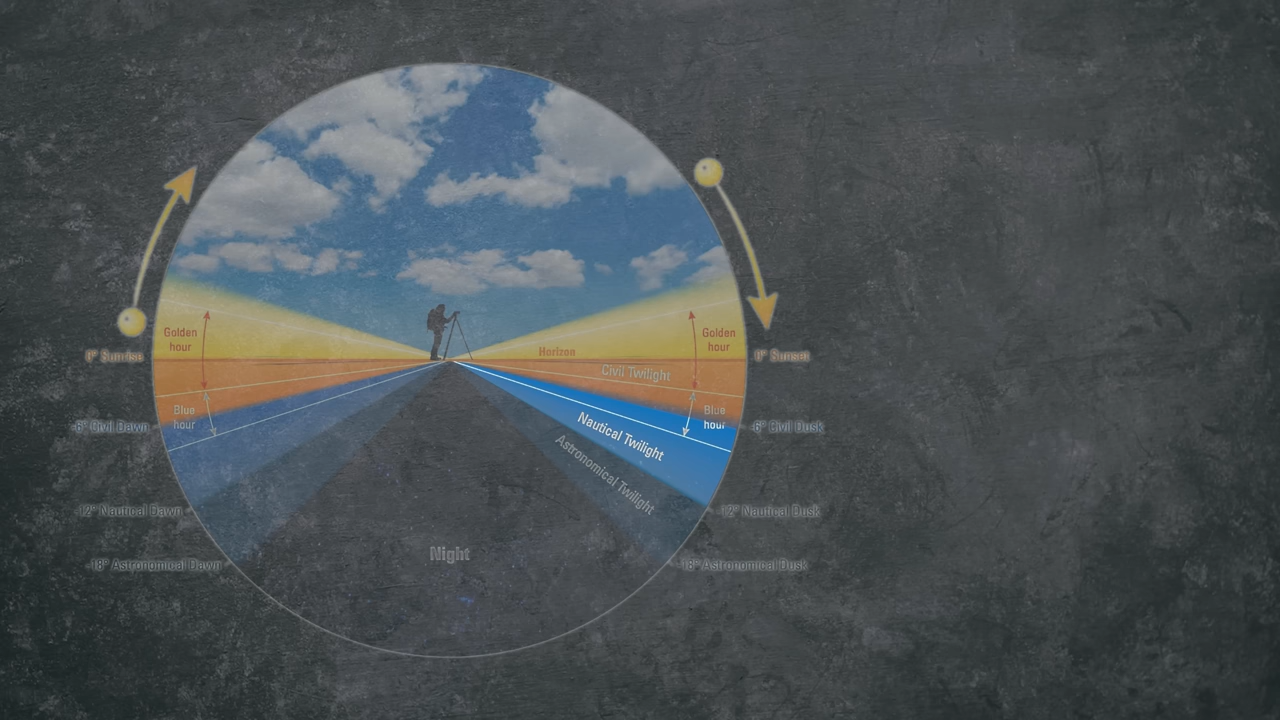 Golden
hour
0° Sunrise
Blue
hour
-6° Civil Dawn
-12° Nautical Dawn
-18° Astronomical Dawn
Horizon
Civil Twilight
Nautical Twilight
Astronomical Twilight
Night
Golden
hour
0° Sunset
Blue
hour
-6° Civil Dusk
-12° Nautical Dusk
-18° Astronomical Dusk